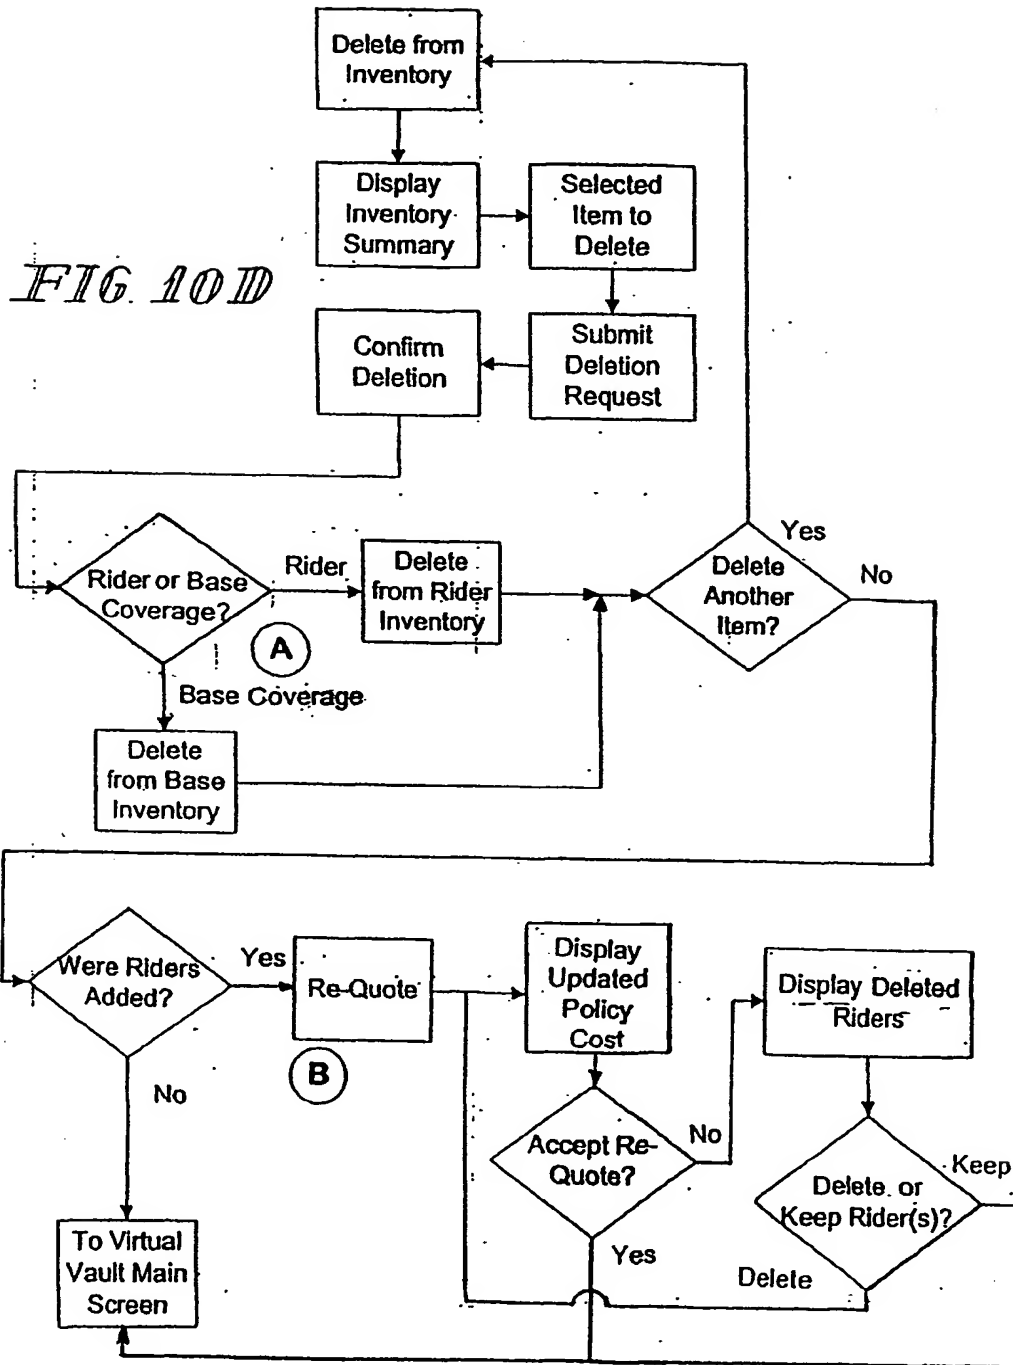 Delete from
Inventory
Display
Inventory
Summary
Selected
Item to
Delete
FIG. 10D
Confirm
Deletion
Submit
Deletion
Request
Yes
Rider or Base
Coverage?
Rider
Delete
from Rider
Inventory
Delete
Another
Item?
No
A
Base Coverage
Delete
from Base
Inventory
Were Riders
Added?
Yes
Re-Quote
Display
Updated
Policy
Cost
Display Deleted
Riders
B
No
Accept Re-
Quote?
No
Delete or
Keep Rider(s)?
Keep
To Virtual
Vault Main
Screen
Yes
Delete